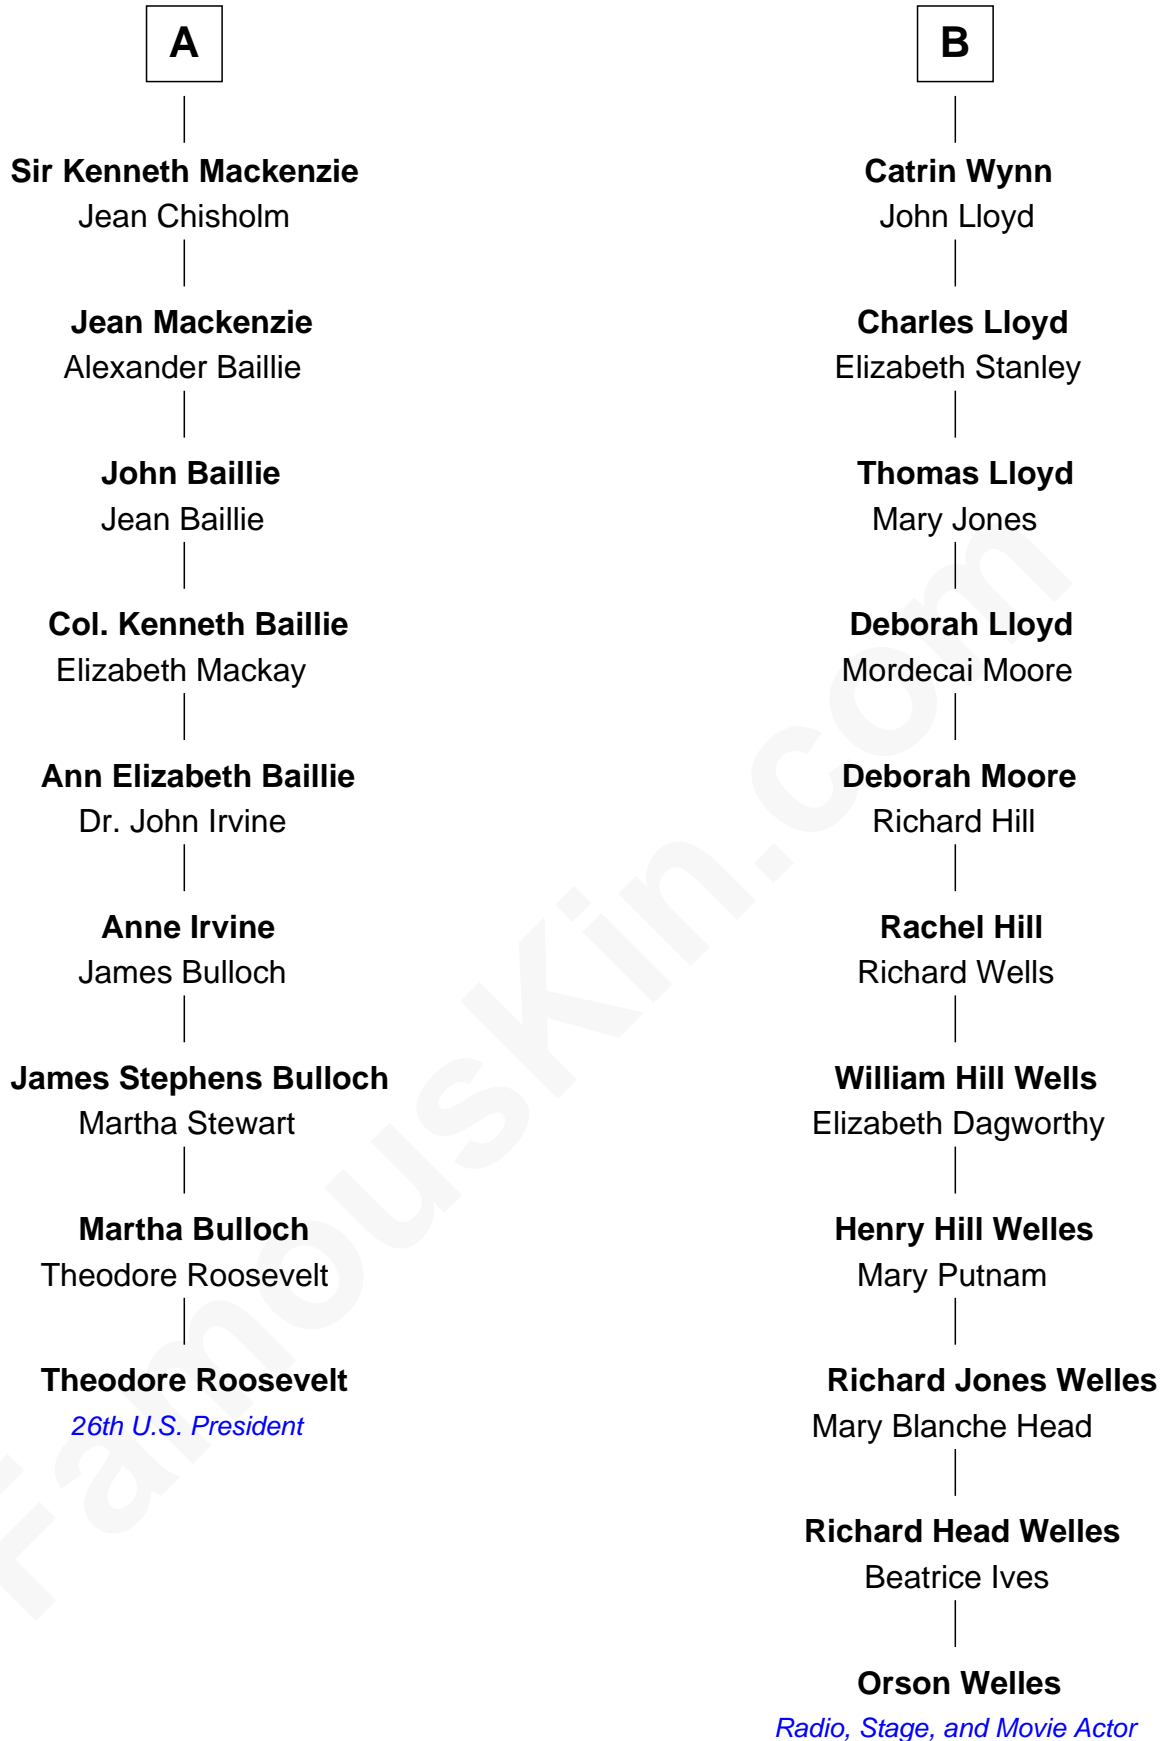 A
Sir Kenneth Mackenzie
Jean Chisholm
Jean Mackenzie
Alexander Baillie
John Baillie
Jean Baillie
Col. Kenneth Baillie
Elizabeth Mackay
Ann Elizabeth Baillie
Dr. John Irvine
Anne Irvine
James Bulloch
James Stephens Bulloch
Martha Stewart
Martha Bulloch
Theodore Roosevelt
Theodore Roosevelt
26th U.S. President
B
Catrin Wynn
John Lloyd
Charles Lloyd
Elizabeth Stanley
Thomas Lloyd
Mary Jones
Deborah Lloyd
Mordecai Moore
Deborah Moore
Richard Hill
Rachel Hill
Richard Wells
William Hill Wells
Elizabeth Dagworthy
Henry Hill Welles
Mary Putnam
Richard Jones Welles
Mary Blanche Head
Richard Head Welles
Beatrice Ives
Orson Welles
Radio, Stage, and Movie Actor
FamousKin.com